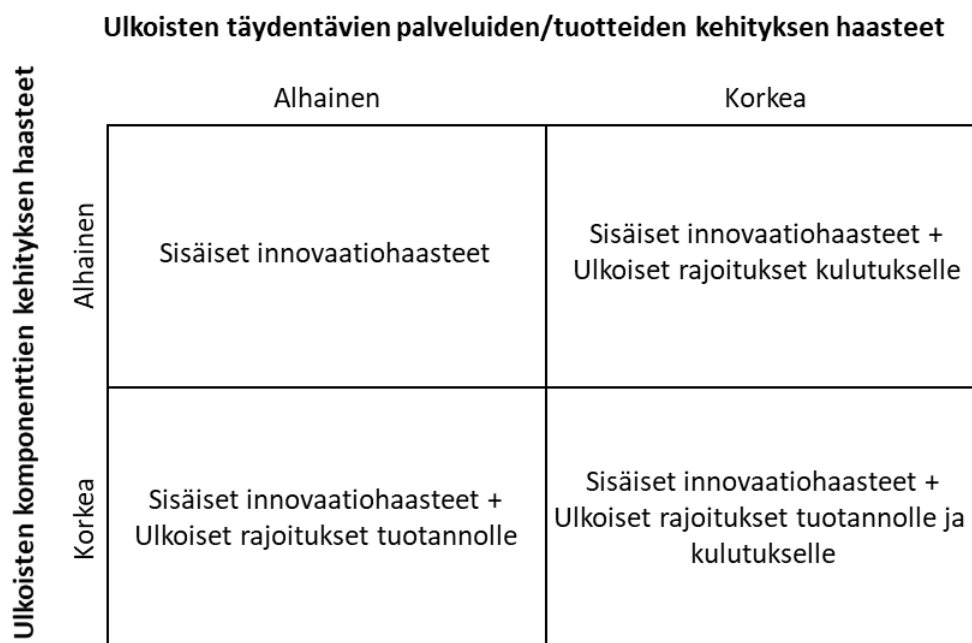 Ulkoisten täydentävien palveluiden/tuotteiden kehityksen haasteet
Ulkoisten komponenttien kehityksen haasteet
Alhainen
Korkea
Alhainen
Sisäiset innovaatiohaasteet
Sisäiset innovaatiohaasteet +
Ulkoiset rajoitukset kulutukselle
Korkea
Sisäiset innovaatiohaasteet +
Ulkoiset rajoitukset tuotannolle
Sisäiset innovaatiohaasteet +
Ulkoiset rajoitukset tuotannolle ja
kulutukselle